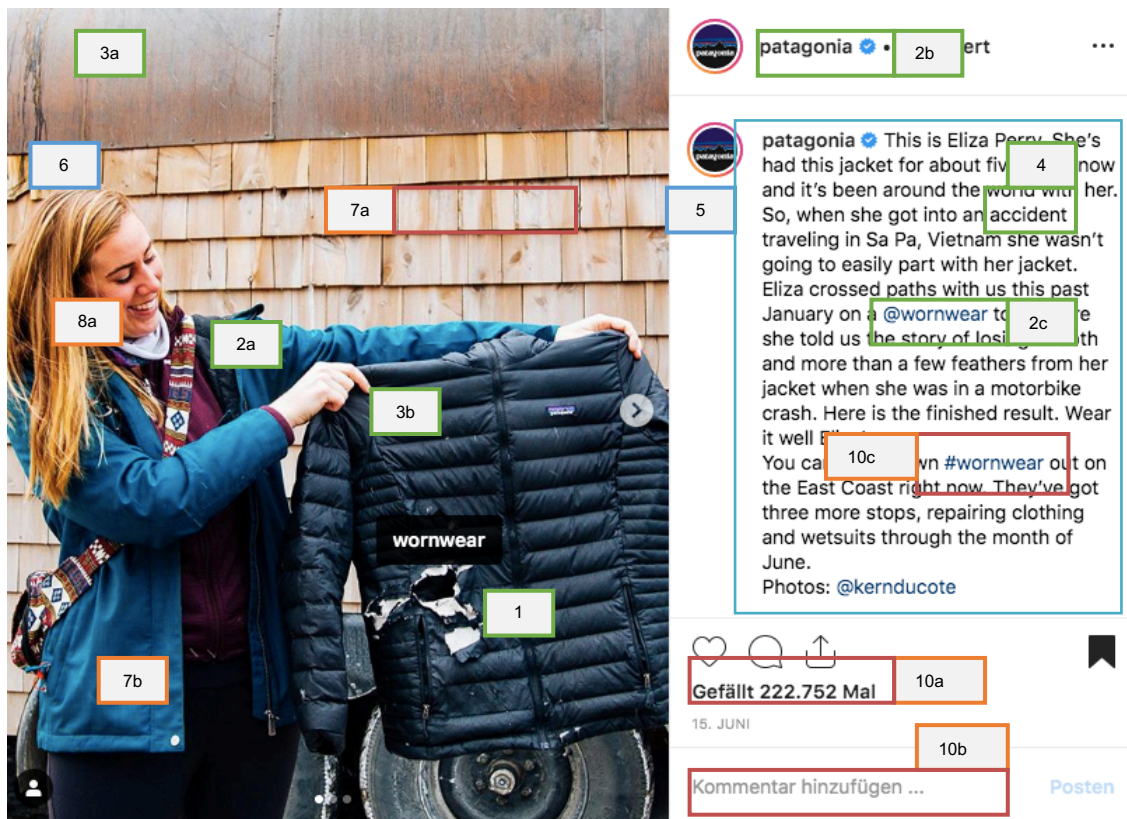 3a
patagonia •
2b
patagonia This is Eliza Perry. She's
had this jacket for about now
4
and it's been around the world with her.
So, when she got into an accident
traveling in Sa Pa, Vietnam she wasn't
going to easily part with her jacket.
Eliza crossed paths with us this past
January on a @wornwear
2c
she told us the story of
and more than a few feathers from her
jacket when she was in a motorbike
crash. Here is the finished result. Wear
it well
10c
You #wornwear out on
the East Coast right now. They've got
three more stops, repairing clothing
and wetsuits through the month of
June.
Photos: @kernducote
6
7a
5
8a
2a
3b
wornwear
1
7b
Gefällt 222.752 Mal
10a
15. JUNI
10b
Kommentar hinzufügen ...
Posten